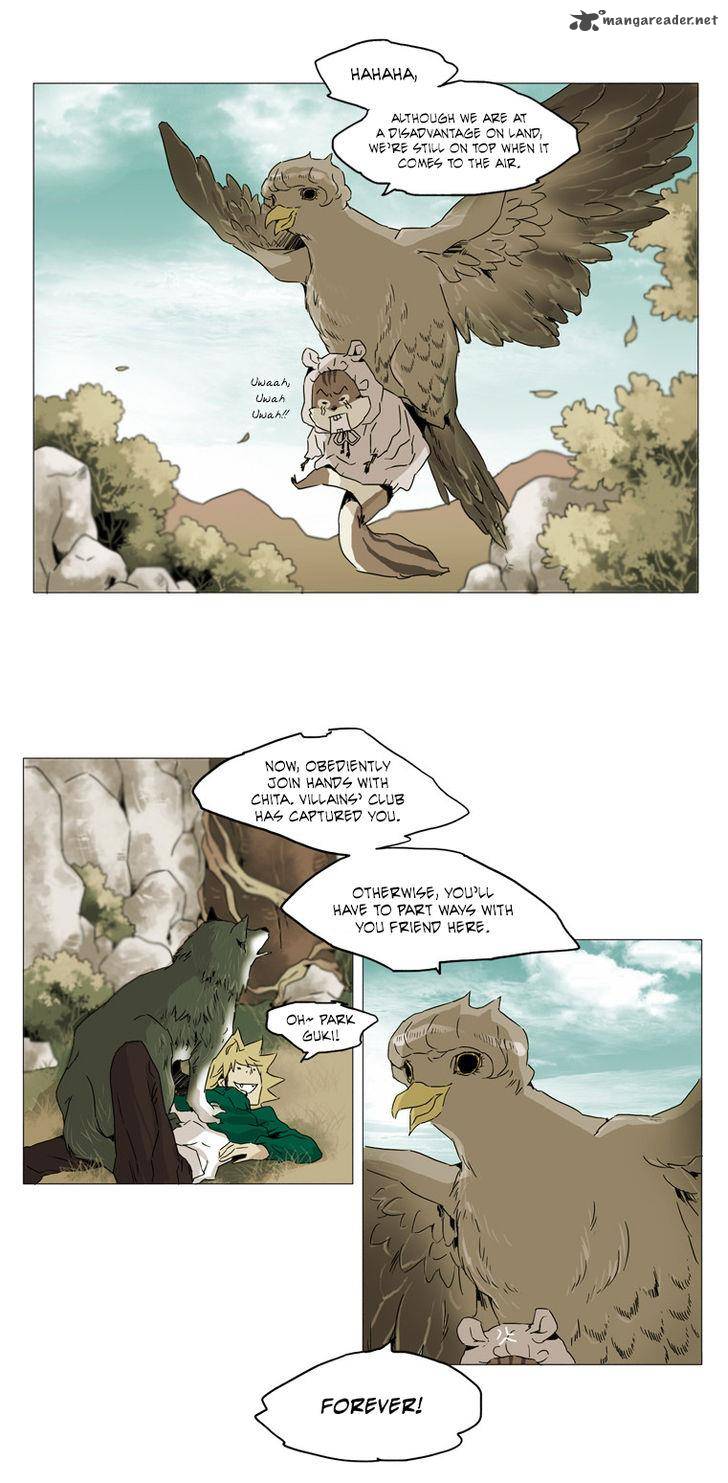 mangareader.net
HAHAHA,
ALTHOUGH WE ARE AT
A DISADVANTAGE ON LAND,
WE'RE STILL ON TOP WHEN IT
COMES TO THE AIR.
Uwaah,
Uwah
Uwah!!
NOW, OBEDIENTLY
JOIN HANDS WITH
CHITA. VILLAINS' CLUB
HAS CAPTURED YOU.
OTHERWISE, YOU'LL
HAVE TO PART WAYS WITH
YOU FRIEND HERE.
OH~ PARK
GUKI!
FOREVER!